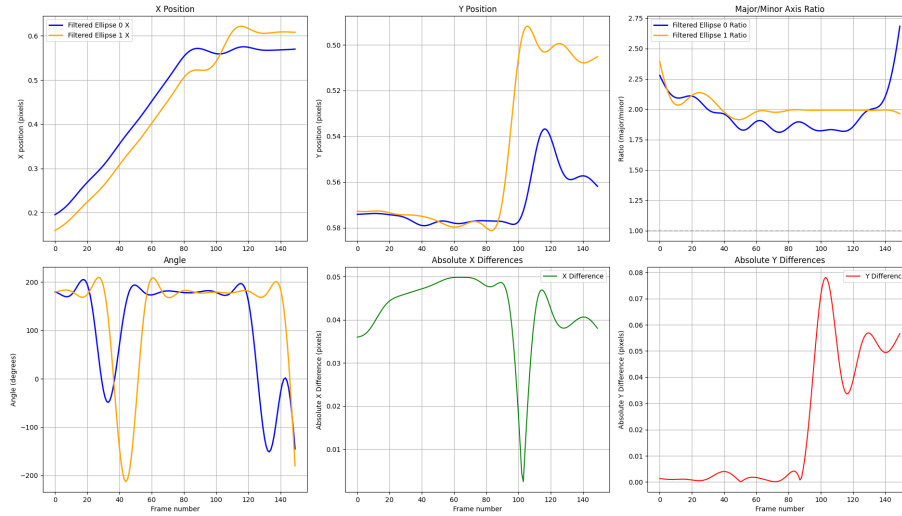 X Position
Filtered Ellipse 0 X
Filtered Ellipse 1 X
X position (pixels)
0.6
0.5
0.4
0.3
0.2
0 20 40 60 80 100 120 140
Y Position
Y position (pixels)
0.50
0.52
0.54
0.56
0.58
0 20 40 60 80 100 120 140
Major/Minor Axis Ratio
Filtered Ellipse 0 Ratio
Filtered Ellipse 1 Ratio
Ratio (major/minor)
2.75
2.50
2.25
2.00
1.75
1.50
1.25
1.00
0 20 40 60 80 100 120 140
Angle
Angle (degrees)
200
100
0
−100
−200
0 20 40 60 80 100 120 140
Frame number
Absolute X Differences
X Difference
Absolute X Difference (pixels)
0.05
0.04
0.03
0.02
0.01
0 20 40 60 80 100 120 140
Frame number
Absolute Y Differences
Y Difference
Absolute Y Difference (pixels)
0.08
0.07
0.06
0.05
0.04
0.03
0.02
0.01
0.00
0 20 40 60 80 100 120 140
Frame number